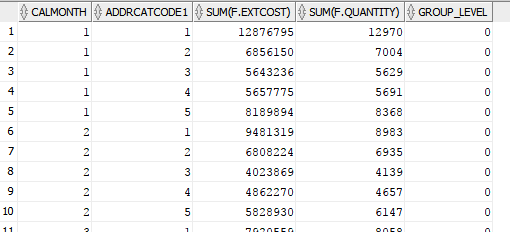 CALMONTH ADDRCATCODE1 SUM(F.EXTCOST) SUM(F.QUANTITY) GROUP_LEVEL
1 1 1 12876795 12970 0
2 1 2 6856150 7004 0
3 1 3 5643236 5629 0
4 1 4 5657775 5691 0
5 1 5 8189894 8368 0
6 2 1 9481319 8983 0
7 2 2 6808224 6935 0
8 2 3 4023869 4139 0
9 2 4 4862270 4657 0
10 2 5 5828930 6147 0
11 3 1 7920559 8058 0